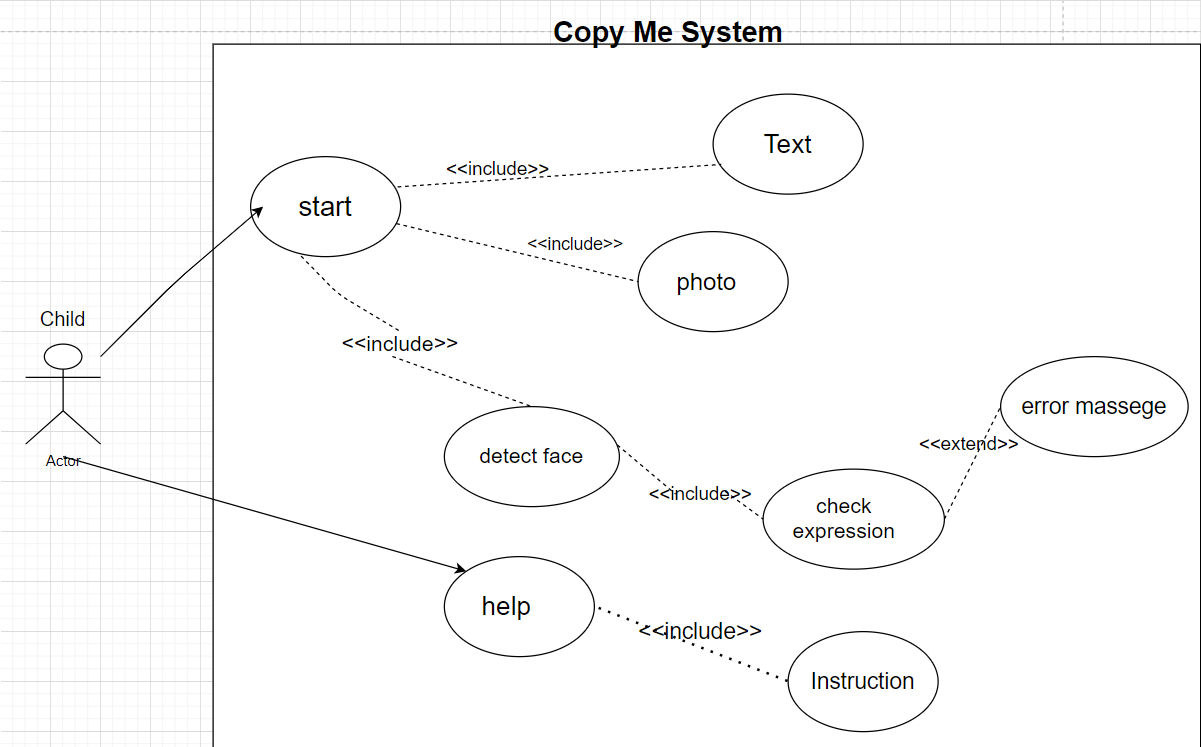 Copy Me System
Text
<<include>>
start
<<include>>
photo
Child
<<include>>
error massege
<<extend>>
detect face
Actor
<<include>>
check
expression
help
<<include>>
Instruction